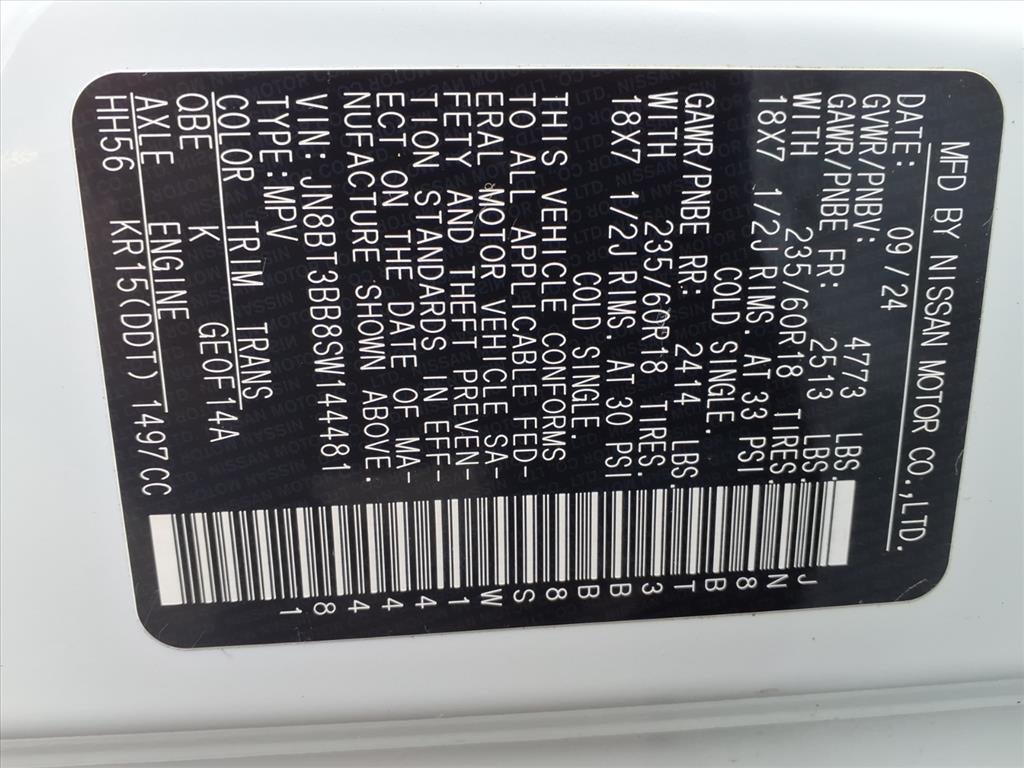 MFD BY NISSAN MOTOR CO.,LTD.
DATE: 09/24
GVWR/PNBV: 4773 LBS.
GAWR/PNBE FR: 2513 LBS.
WITH 235/60R18 TIRES.
18X7 1/2J RIMS. AT 33 PSI
COLD SINGLE.
GAWR/PNBE RR: 2414 LBS.
WITH 235/60R18 TIRES.
18X7 1/2J RIMS. AT 30 PSI
COLD SINGLE.
THIS VEHICLE CONFORMS
TO ALL APPLICABLE FED-
ERAL MOTOR VEHICLE SA-
FETY AND THEFT PREVEN-
TION STANDARDS IN EFF-
ECT ON THE DATE OF MA-
NUFACTURE SHOWN ABOVE.
VIN: JN8BT3BB8SW144481
TYPE:MPV
COLOR TRIM TRANS
QBE K GE0F14A
AXLE ENGINE
HH56 KR15(DDT) 1497CC
JN8BT3BB8SW144481